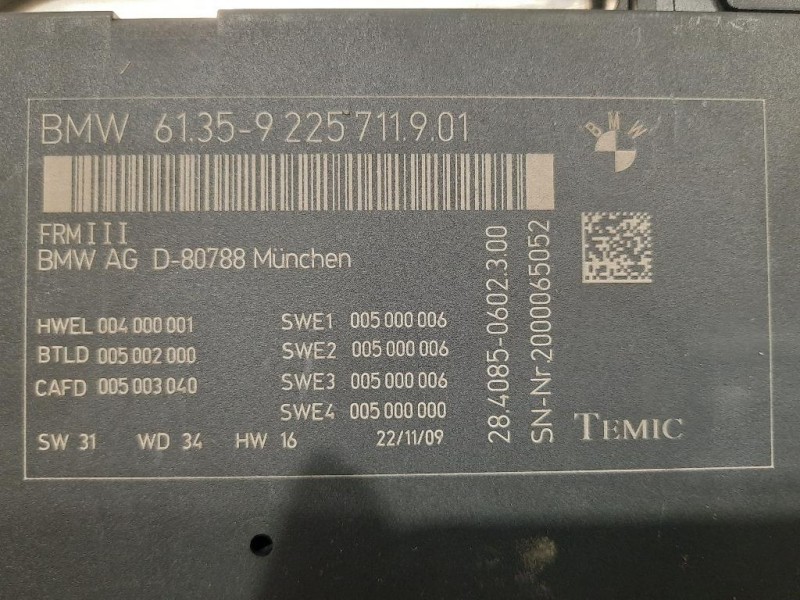 BMW 61.35-9 225 711.9.01
BMW
FRMIII
BMW AG D-80788 München
HWEL 004 000 001
BTLD 005 002 000
CAFD 005 003 040
SWE1 005 000 006
SWE2 005 000 006
SWE3 005 000 006
SWE4 005 000 000
SW 31 WD 34 HW 16 22/11/09
28.4085-0602.3.00
SN-Nr.2000065052
TEMIC